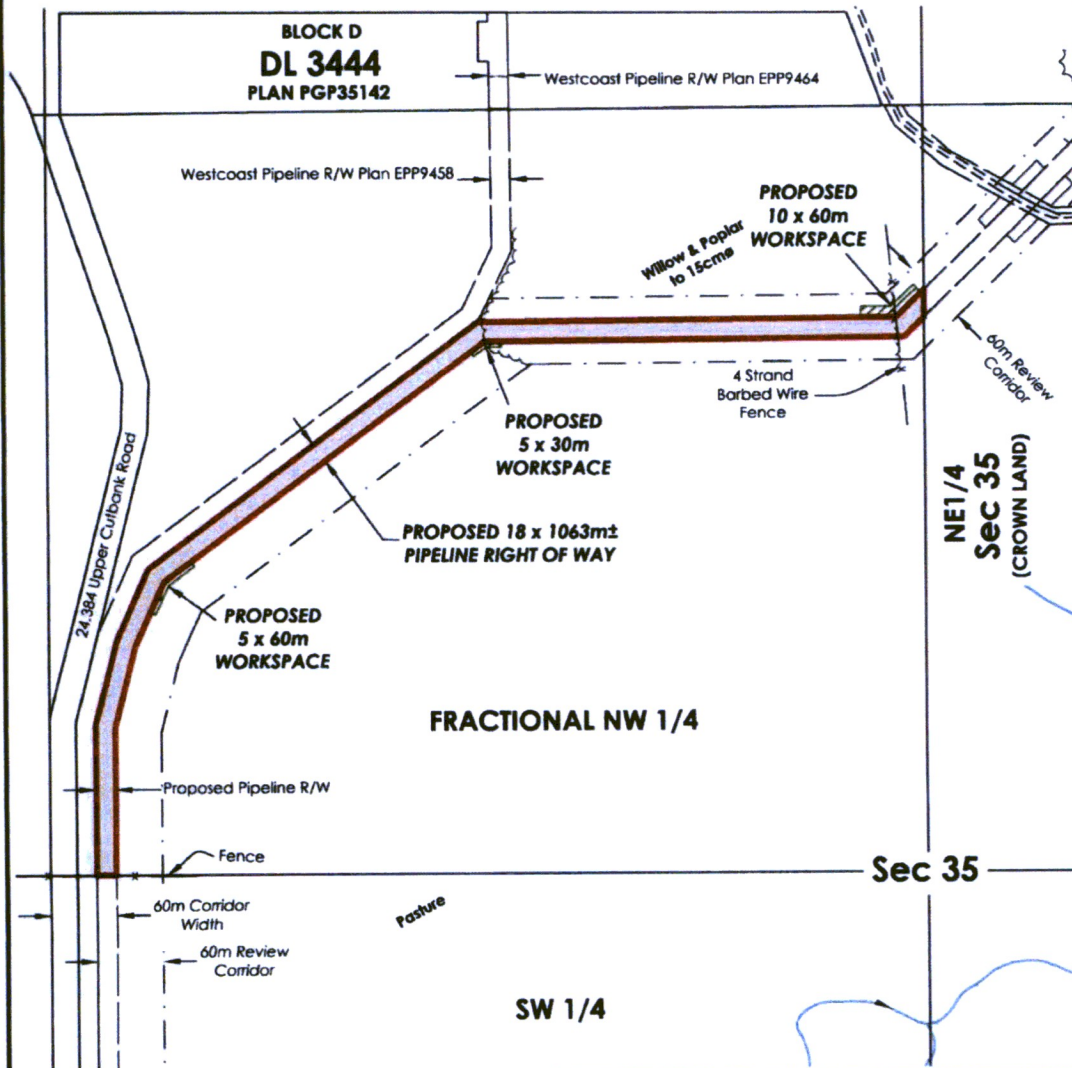 BLOCK D
DL 3444
PLAN PGP35142
Westcoast Pipeline R/W Plan EPP9464
Westcoast Pipeline R/W Plan EPP9458
PROPOSED
10 x 60m
WORKSPACE
Willow & Poplar
to 15cmø
60m Review
Corridor
4 Strand
Barbed Wire
Fence
PROPOSED
5 x 30m
WORKSPACE
24.384 Upper Cutbank Road
NE1/4
Sec 35
(CROWN LAND)
PROPOSED 18 x 1063m±
PIPELINE RIGHT OF WAY
PROPOSED
5 x 60m
WORKSPACE
FRACTIONAL NW 1/4
Proposed Pipeline R/W
Fence
Sec 35
60m Corridor
Width
Pasture
60m Review
Corridor
SW 1/4